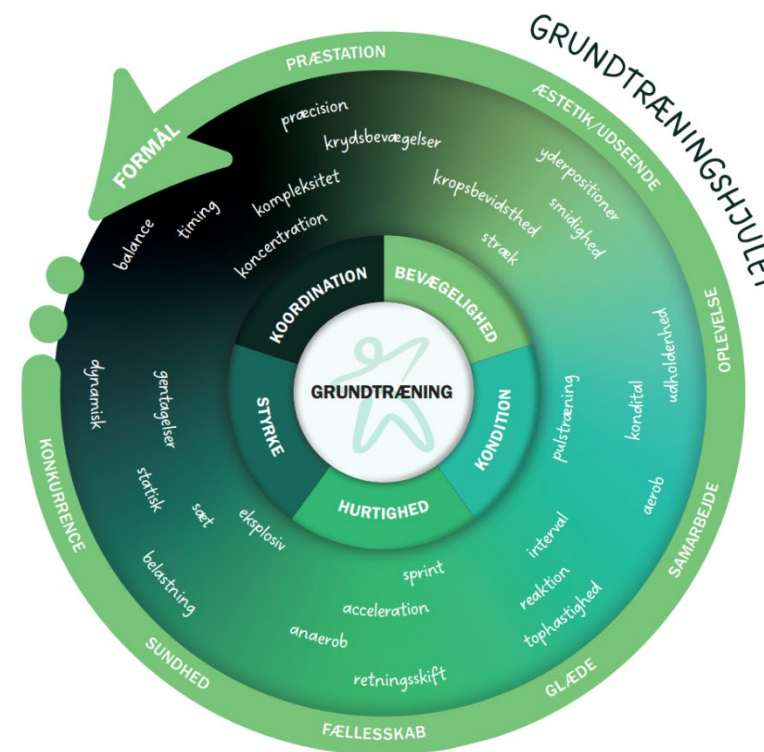 GRUNDTRÆNINGSHJULET
FORMÅL
PRÆSTATION
ÆSTETIK/UDSEENDE
OPLEVELSE
SAMARBEJDE
GLÆDE
FÆLLESSKAB
SUNDHED
KONKURRENCE
GRUNDTRÆNING
KOORDINATION
BEVÆGELIGHED
KONDITION
HURTIGHED
STYRKE
præcision
krydsbevægelser
kompleksitet
koncentration
timing
balance
yderpositioner
smidighed
kropsbevidsthed
stræk
udholdenhed
kondital
pulstræning
aerob
interval
reaktion
tophastighed
sprint
acceleration
anaerob
retningsskift
eksplosiv
sæt
statisk
belastning
gentagelser
dynamisk